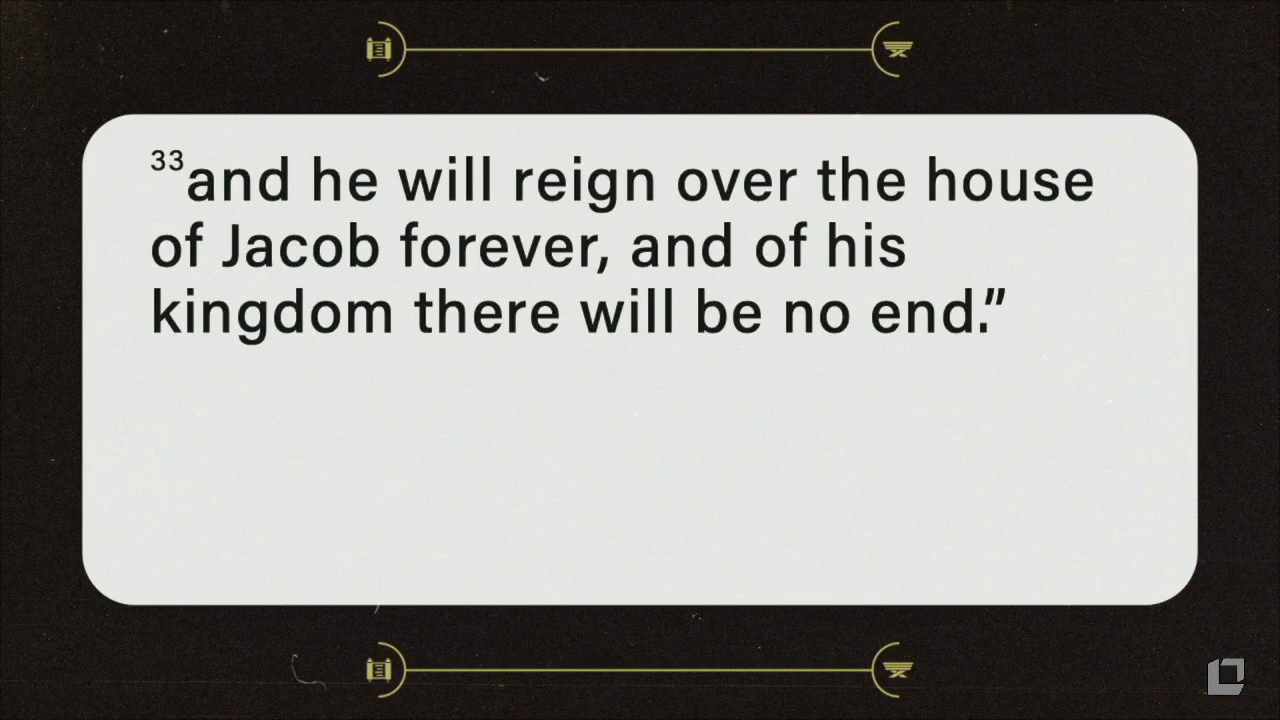 33and he will reign over the house
of Jacob forever, and of his
kingdom there will be no end.”